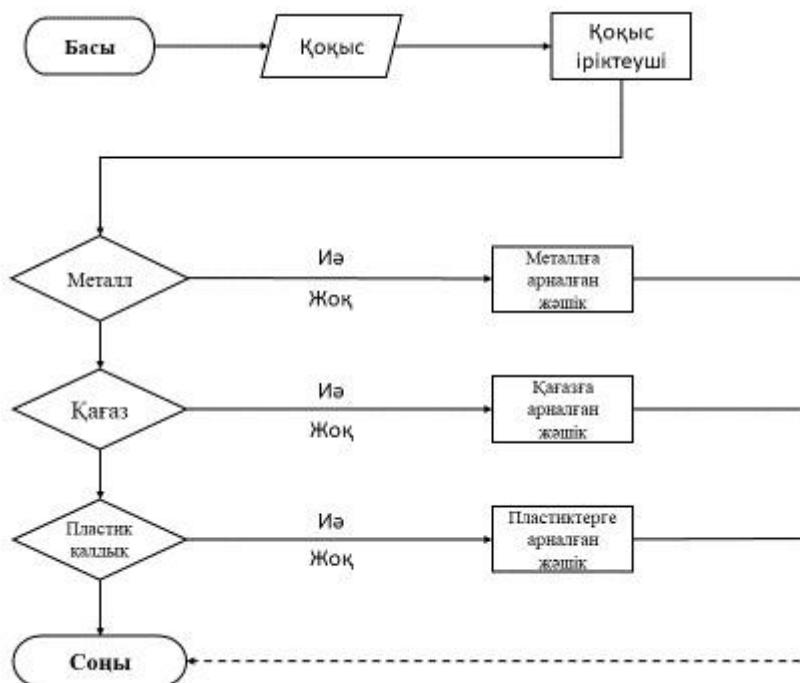 Басы
Қоқыс
Қоқыс
іріктеуші
Металл
Иә
Жоқ
Металлға
арналған
жәшік
Қағаз
Иә
Жоқ
Қағазға
арналған
жәшік
Пластик
калдык
Иә
Жоқ
Пластиктерге
арналған
жәшік
Соңы